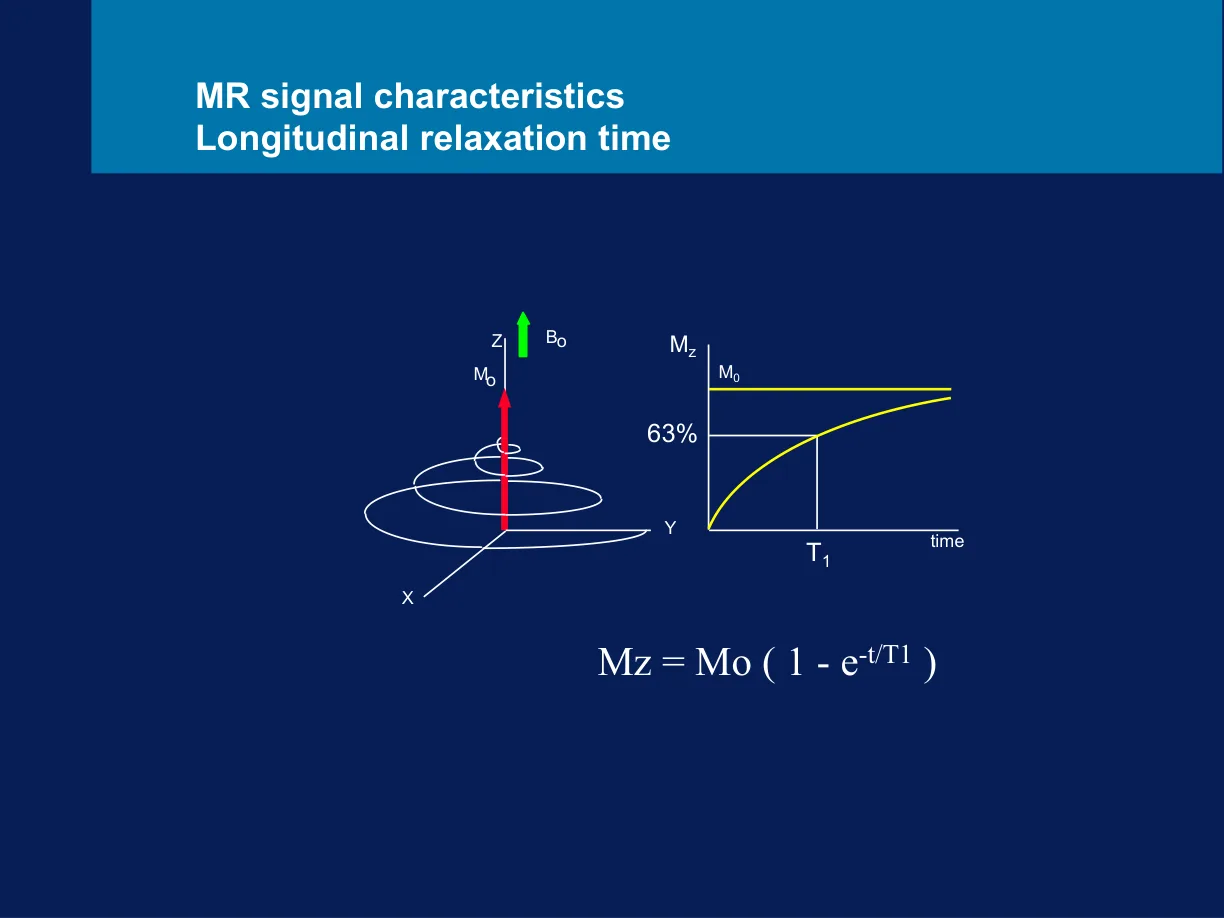 MR signal characteristics
Longitudinal relaxation time
Z
Bo
Mo
Y
X
Mz
M0
63%
T1
time
Mz = Mo ( 1 - e-t/T1 )